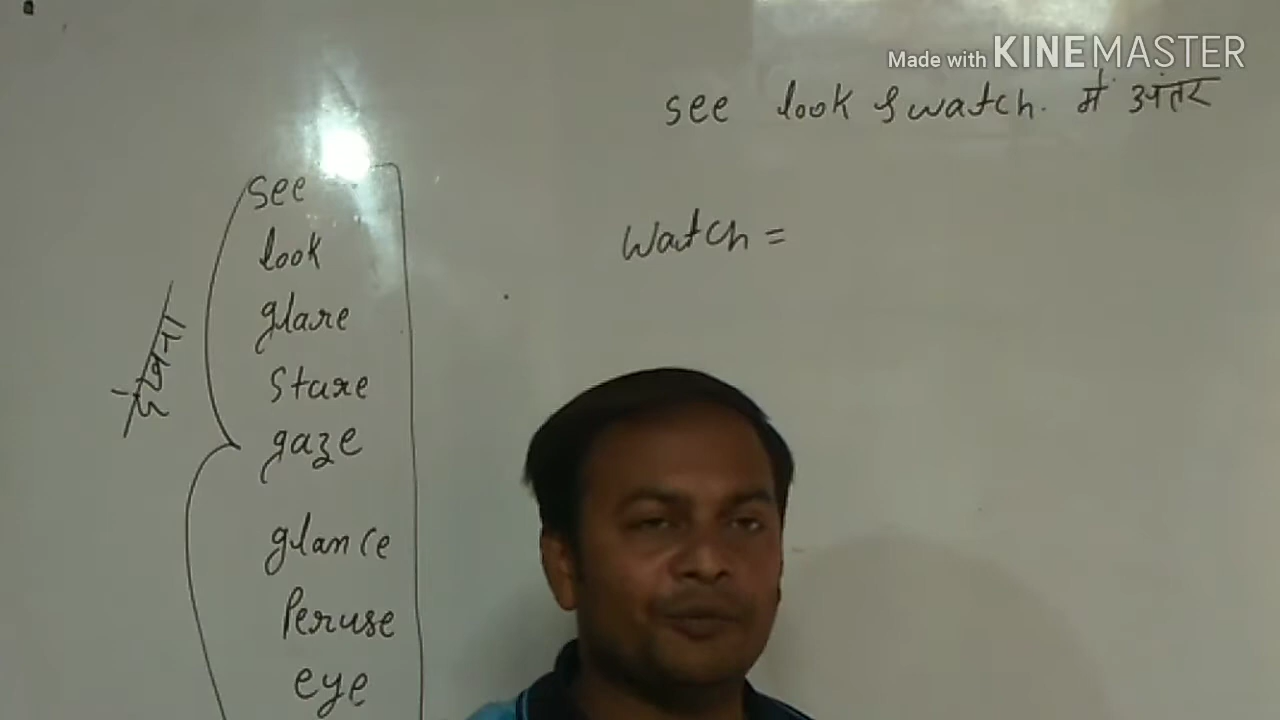 Made with KINEMASTER
see look & watch. में अंतर
see
look
glare
stare
gaze
glance
Peruse
eye
देखना
Watch =